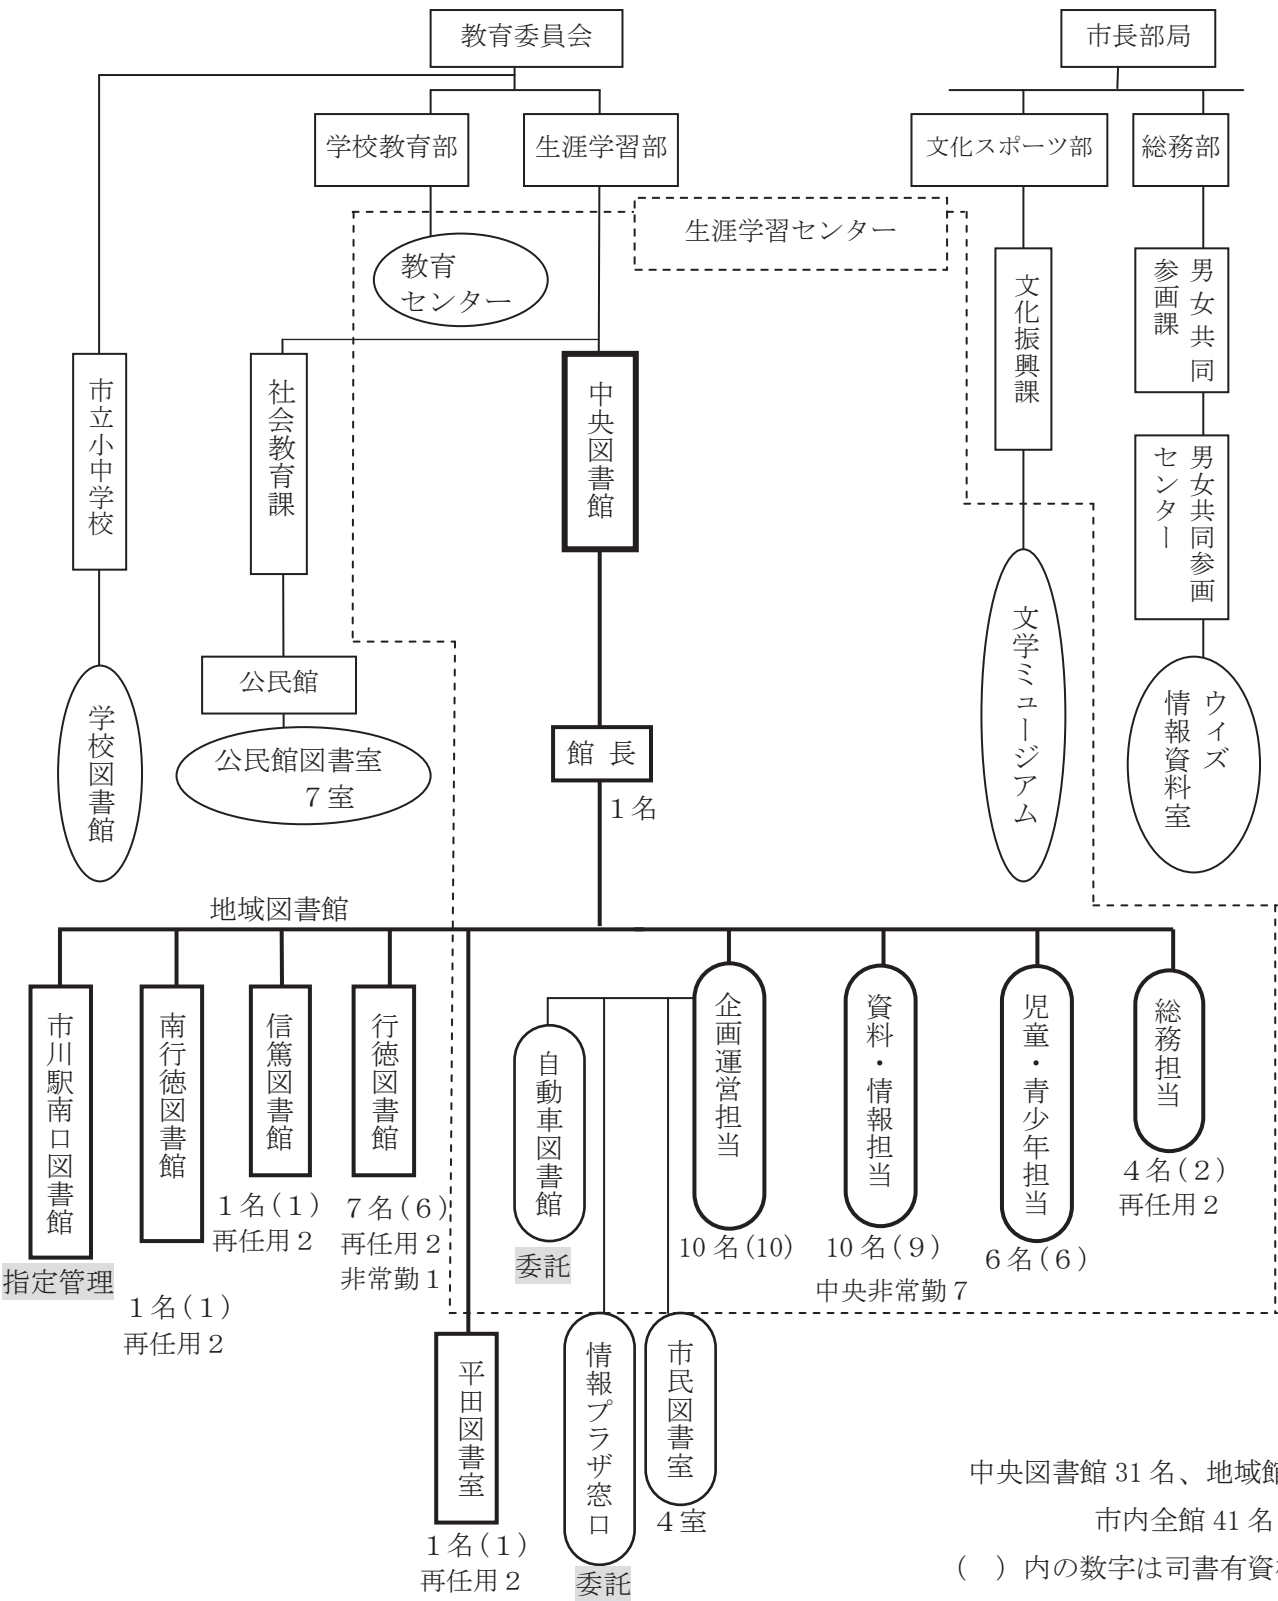 教育委員会
市長部局
学校教育部
生涯学習部
文化スポーツ部
総務部
生涯学習センター
教育
センター
文化振興課
男女共同
参画課
市立小中学校
社会教育課
中央図書館
男女共同参画
センター
文学ミュージアム
ウィズ
情報資料室
公民館
学校図書館
公民館図書室
７室
館 長
１名
地域図書館
市川駅南口図書館
指定管理
南行徳図書館
１名(１)
再任用２
信篤図書館
１名(１)
再任用２
行徳図書館
７名(６)
再任用２
非常勤１
自動車図書館
委託
企画運営担当
10名(10)
資料・情報担当
10名(９)
中央非常勤７
児童・青少年担当
６名(６)
総務担当
４名(２)
再任用２
平田図書室
１名(１)
再任用２
情報プラザ窓口
委託
市民図書室
４室
中央図書館 31名、地域館
市内全館 41名
（　）内の数字は司書有資